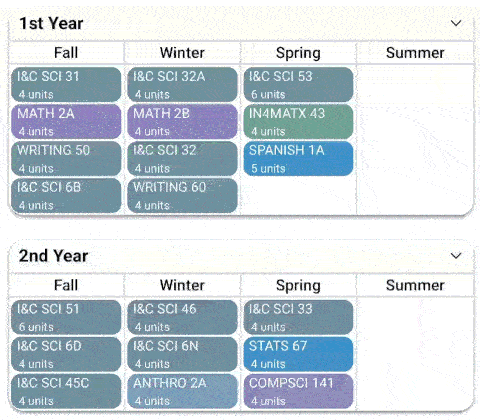 1st Year
Fall Winter Spring Summer
I&C SCI 31 I&C SCI 32A I&C SCI 53
4 units 4 units 6 units
MATH 2A MATH 2B IN4MATX 43
4 units 4 units 4 units
WRITING 50 I&C SCI 32 SPANISH 1A
4 units 4 units 5 units
I&C SCI 6B WRITING 60
4 units 4 units
2nd Year
Fall Winter Spring Summer
I&C SCI 51 I&C SCI 46 I&C SCI 33
6 units 4 units 4 units
I&C SCI 6D I&C SCI 6N STATS 67
4 units 4 units 4 units
I&C SCI 45C ANTHRO 2A COMPSCI 141
4 units 4 units 4 units